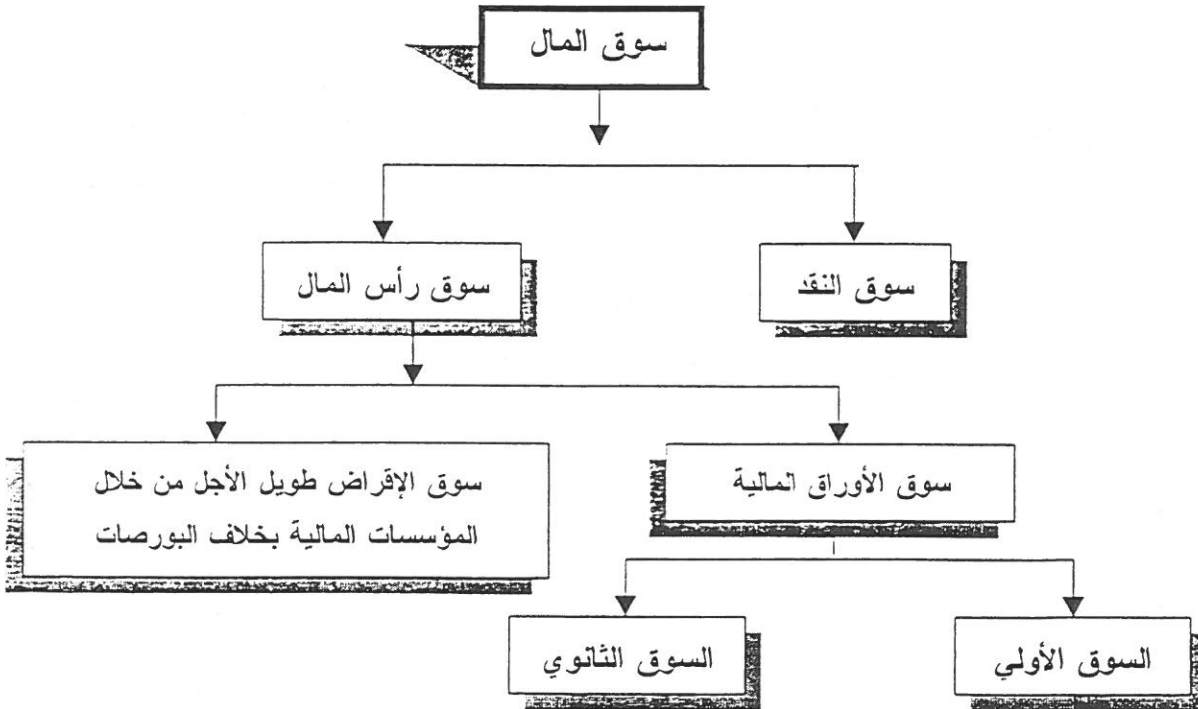 سوق المال
سوق النقد
سوق رأس المال
سوق الأوراق المالية
سوق الإقراض طويل الأجل من خلال
المؤسسات المالية بخلاف البورصات
السوق الأولي
السوق الثانوي